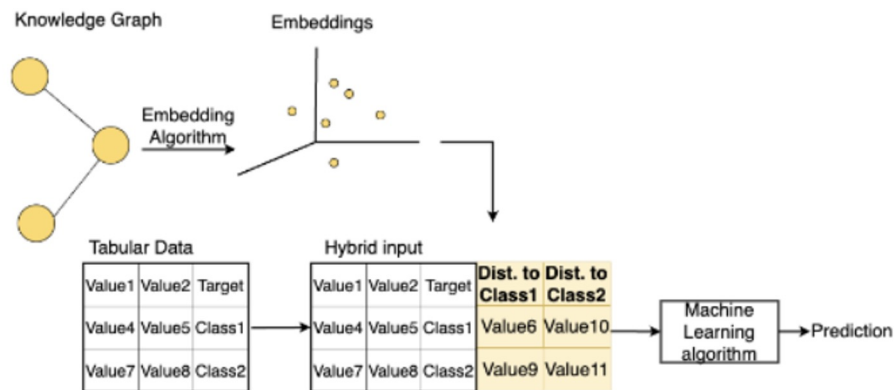 Knowledge Graph
Embeddings
Embedding
Algorithm
Tabular Data
Value1 Value2 Target
Value4 Value5 Class1
Value7 Value8 Class2
Hybrid input
Value1 Value2 Target Dist. to Class1 Dist. to Class2
Value4 Value5 Class1 Value6 Value10
Value7 Value8 Class2 Value9 Value11
Machine
Learning
algorithm
Prediction